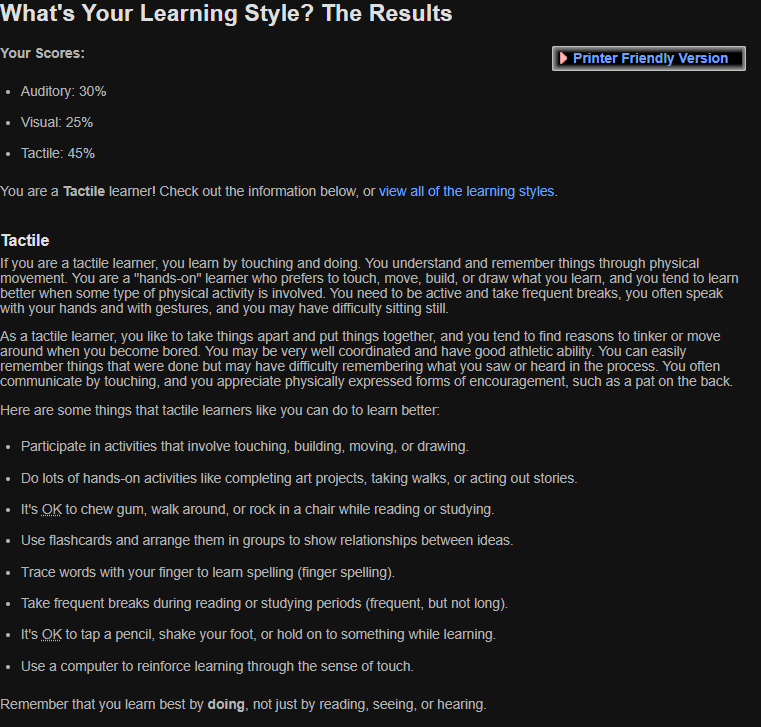 What's Your Learning Style? The Results
Your Scores:
Printer Friendly Version
• Auditory: 30%
• Visual: 25%
• Tactile: 45%
You are a Tactile learner! Check out the information below, or view all of the learning styles.
Tactile
If you are a tactile learner, you learn by touching and doing. You understand and remember things through physical
movement. You are a "hands-on" learner who prefers to touch, move, build, or draw what you learn, and you tend to learn
better when some type of physical activity is involved. You need to be active and take frequent breaks, you often speak
with your hands and with gestures, and you may have difficulty sitting still.
As a tactile learner, you like to take things apart and put things together, and you tend to find reasons to tinker or move
around when you become bored. You may be very well coordinated and have good athletic ability. You can easily
remember things that were done but may have difficulty remembering what you saw or heard in the process. You often
communicate by touching, and you appreciate physically expressed forms of encouragement, such as a pat on the back.
Here are some things that tactile learners like you can do to learn better:
• Participate in activities that involve touching, building, moving, or drawing.
• Do lots of hands-on activities like completing art projects, taking walks, or acting out stories.
• It's OK to chew gum, walk around, or rock in a chair while reading or studying.
• Use flashcards and arrange them in groups to show relationships between ideas.
• Trace words with your finger to learn spelling (finger spelling).
• Take frequent breaks during reading or studying periods (frequent, but not long).
• It's OK to tap a pencil, shake your foot, or hold on to something while learning.
• Use a computer to reinforce learning through the sense of touch.
Remember that you learn best by doing, not just by reading, seeing, or hearing.